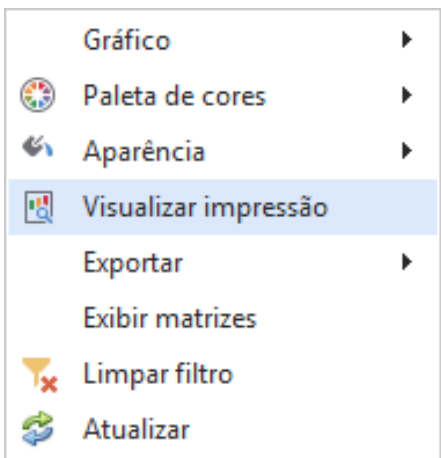 Gráfico
Paleta de cores
Aparência
Visualizar impressão
Exportar
Exibir matrizes
Limpar filtro
Atualizar